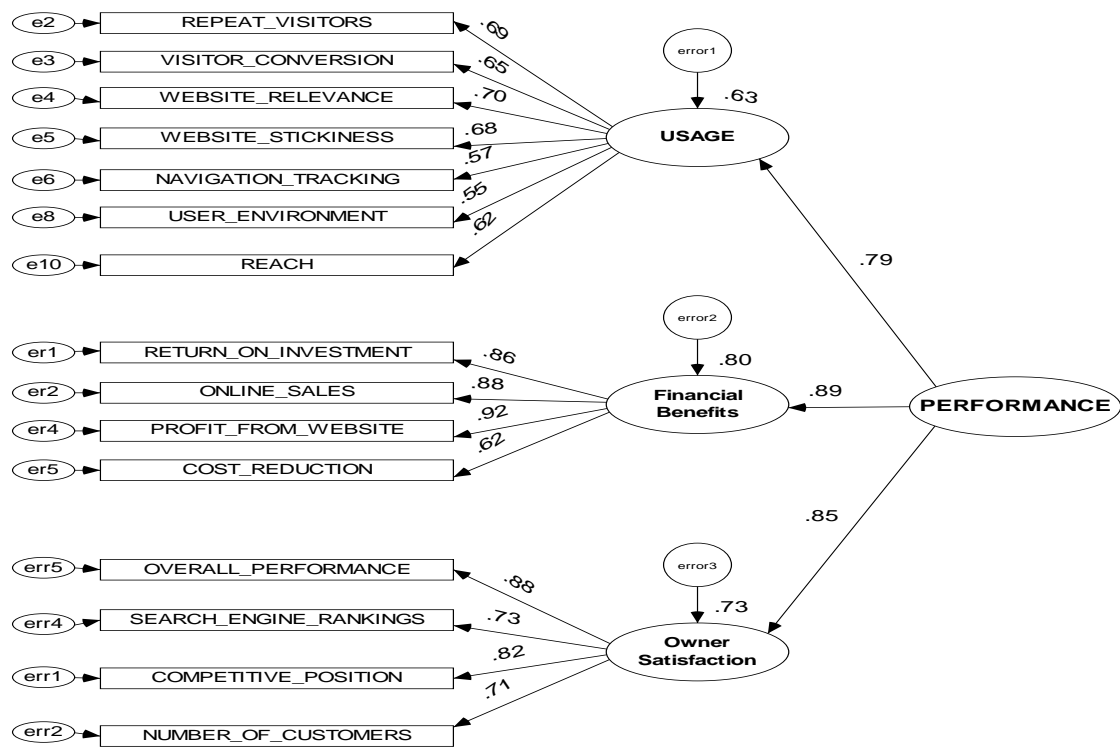 e2
REPEAT_VISITORS
.69
error1
e3
VISITOR_CONVERSION
.65
e4
WEBSITE_RELEVANCE
.70
.63
e5
WEBSITE_STICKINESS
.68
USAGE
e6
NAVIGATION_TRACKING
.57
e8
USER_ENVIRONMENT
.55
e10
REACH
.62
.79
error2
er1
RETURN_ON_INVESTMENT
.86
.80
er2
ONLINE_SALES
.88
Financial
Benefits
.89
PERFORMANCE
er4
PROFIT_FROM_WEBSITE
.92
er5
COST_REDUCTION
.62
.85
error3
err5
OVERALL_PERFORMANCE
.88
.73
err4
SEARCH_ENGINE_RANKINGS
.73
Owner
Satisfaction
err1
COMPETITIVE_POSITION
.82
err2
NUMBER_OF_CUSTOMERS
.71